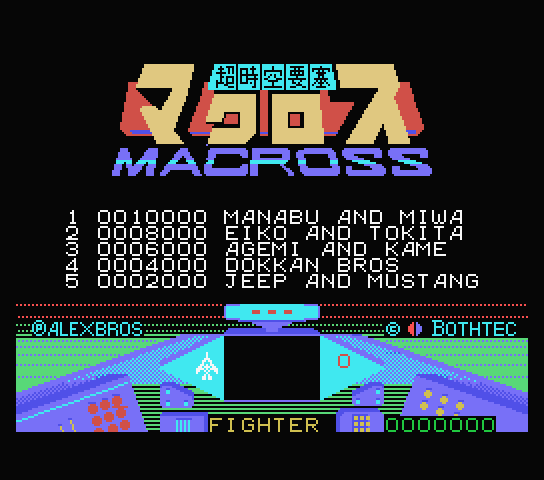 超時空要塞
マクロス
MACROSS
1 0010000 MANABU AND MIWA
2 0008000 EIKO AND TOKITA
3 0006000 AGEMI AND KAME
4 0004000 DOKKAN BROS
5 0002000 JEEP AND MUSTANG
®ALEXBROS © BOTHTEC
FIGHTER 0000000